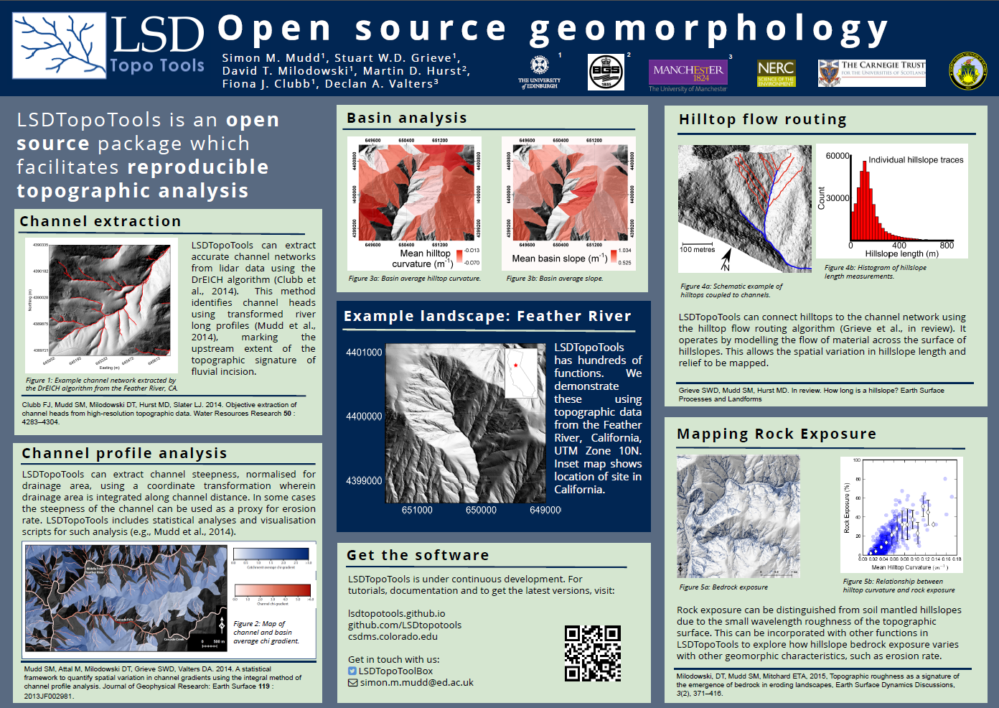 LSD
Topo Tools
Open source geomorphology
Simon M. Mudd¹, Stuart W.D. Grieve¹,
David T. Milodowski¹, Martin D. Hurst²,
Fiona J. Clubb¹, Declan A. Valters³
1
THE UNIVERSITY
of EDINBURGH
2
BGS
1835
3
MANCHESTER
1824
The University of Manchester
NERC
SCIENCE OF THE
ENVIRONMENT
THE CARNEGIE TRUST
FOR THE UNIVERSITIES OF SCOTLAND
LSDTopoTools is an open
source package which
facilitates reproducible
topographic analysis
Channel extraction
4390335
4390182
4390028
4389875
4389721
Northing (m)
Easting (m)
LSDTopoTools can extract
accurate channel networks
from lidar data using the
DrEICH algorithm (Clubb et
al., 2014). This method
identifies channel heads
using transformed river
long profiles (Mudd et al.,
2014), marking the
upstream extent of the
topographic signature of
fluvial incision.
Figure 1: Example channel network extracted by
the DrEICH algorithm from the Feather River, CA.
Clubb FJ, Mudd SM, Milodowski DT, Hurst MD, Slater LJ. 2014. Objective extraction of
channel heads from high-resolution topographic data. Water Resources Research 50 :
4283–4304.
Channel profile analysis
LSDTopoTools can extract channel steepness, normalised for
drainage area, using a coordinate transformation wherein
drainage area is integrated along channel distance. In some cases
the steepness of the channel can be used as a proxy for erosion
rate. LSDTopoTools includes statistical analyses and visualisation
scripts for such analysis (e.g., Mudd et al., 2014).
Middle Fork
Feather River
Cascade Falls
Cascade Creek
N
0 500 m
Catchment average chi-gradient
Channel chi-gradient
Figure 2: Map of
channel and basin
average chi gradient.
Mudd SM, Attal M, Milodowski DT, Grieve SWD, Valters DA. 2014. A statistical
framework to quantify spatial variation in channel gradients using the integral method of
channel profile analysis. Journal of Geophysical Research: Earth Surface 119 :
2013JF002981.
Basin analysis
649600 650400 651200
4400800
4400000
4399200
4400800
4400000
4399200
Mean hilltop
curvature (m⁻¹)
-0.013
-0.070
Figure 3a: Basin average hilltop curvature.
649600 650400 651200
4400800
4400000
4399200
4400800
4400000
4399200
Mean basin slope (m⁻¹)
1.034
0.525
Figure 3b: Basin average slope.
Example landscape: Feather River
4401000
4400000
4399000
651000 650000 649000
LSDTopoTools
has hundreds of
functions. We
demonstrate
these using
topographic data
from the Feather
River, California,
UTM Zone 10N.
Inset map shows
location of site in
California.
Get the software
LSDTopoTools is under continuous development. For
tutorials, documentation and to get the latest versions, visit:
lsdtopotools.github.io
github.com/LSDtopotools
csdms.colorado.edu
Get in touch with us:
LSDTopoToolBox
simon.m.mudd@ed.ac.uk
Hilltop flow routing
100 metres
N
Figure 4a: Schematic example of
hilltops coupled to channels.
60000
30000
Count
Individual hillslope traces
0 400 800
Hillslope length (m)
Figure 4b: Histogram of hillslope
length measurements.
LSDTopoTools can connect hilltops to the channel network using
the hilltop flow routing algorithm (Grieve et al., in review). It
operates by modelling the flow of material across the surface of
hillslopes. This allows the spatial variation in hillslope length and
relief to be mapped.
Grieve SWD, Mudd SM, Hurst MD. In review. How long is a hillslope? Earth Surface
Processes and Landforms
Mapping Rock Exposure
Figure 5a: Bedrock exposure
100
80
60
40
20
0
Rock Exposure (%)
0.00 0.02 0.04 0.06 0.08 0.10 0.12 0.14 0.16 0.18
Mean Hilltop Curvature (m⁻¹)
Figure 5b: Relationship between
hilltop curvature and rock exposure
Rock exposure can be distinguished from soil mantled hillslopes
due to the small wavelength roughness of the topographic
surface. This can be incorporated with other functions in
LSDTopoTools to explore how hillslope bedrock exposure varies
with other geomorphic characteristics, such as erosion rate.
Milodowski, DT, Mudd SM, Mitchard ETA, 2015, Topographic roughness as a signature of
the emergence of bedrock in eroding landscapes, Earth Surface Dynamics Discussions,
3(2), 371–416.